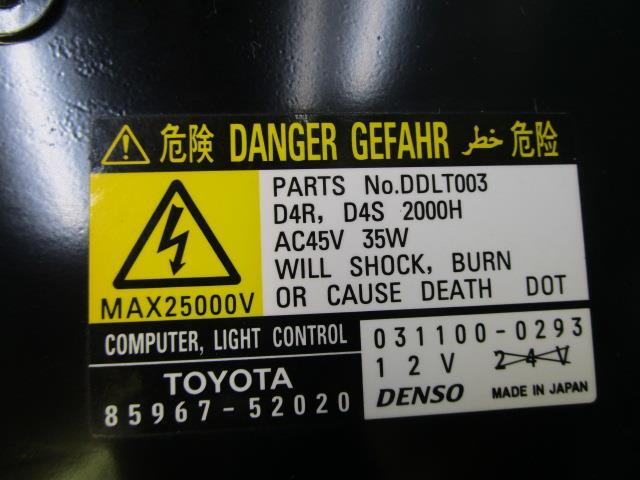 危険 DANGER GEFAHR خطر 危险
PARTS No.DDLT003
D4R, D4S 2000H
AC45V 35W
WILL SHOCK, BURN
OR CAUSE DEATH DOT
MAX25000V
COMPUTER, LIGHT CONTROL
TOYOTA
85967-52020
031100-0293
12V 24V
DENSO MADE IN JAPAN